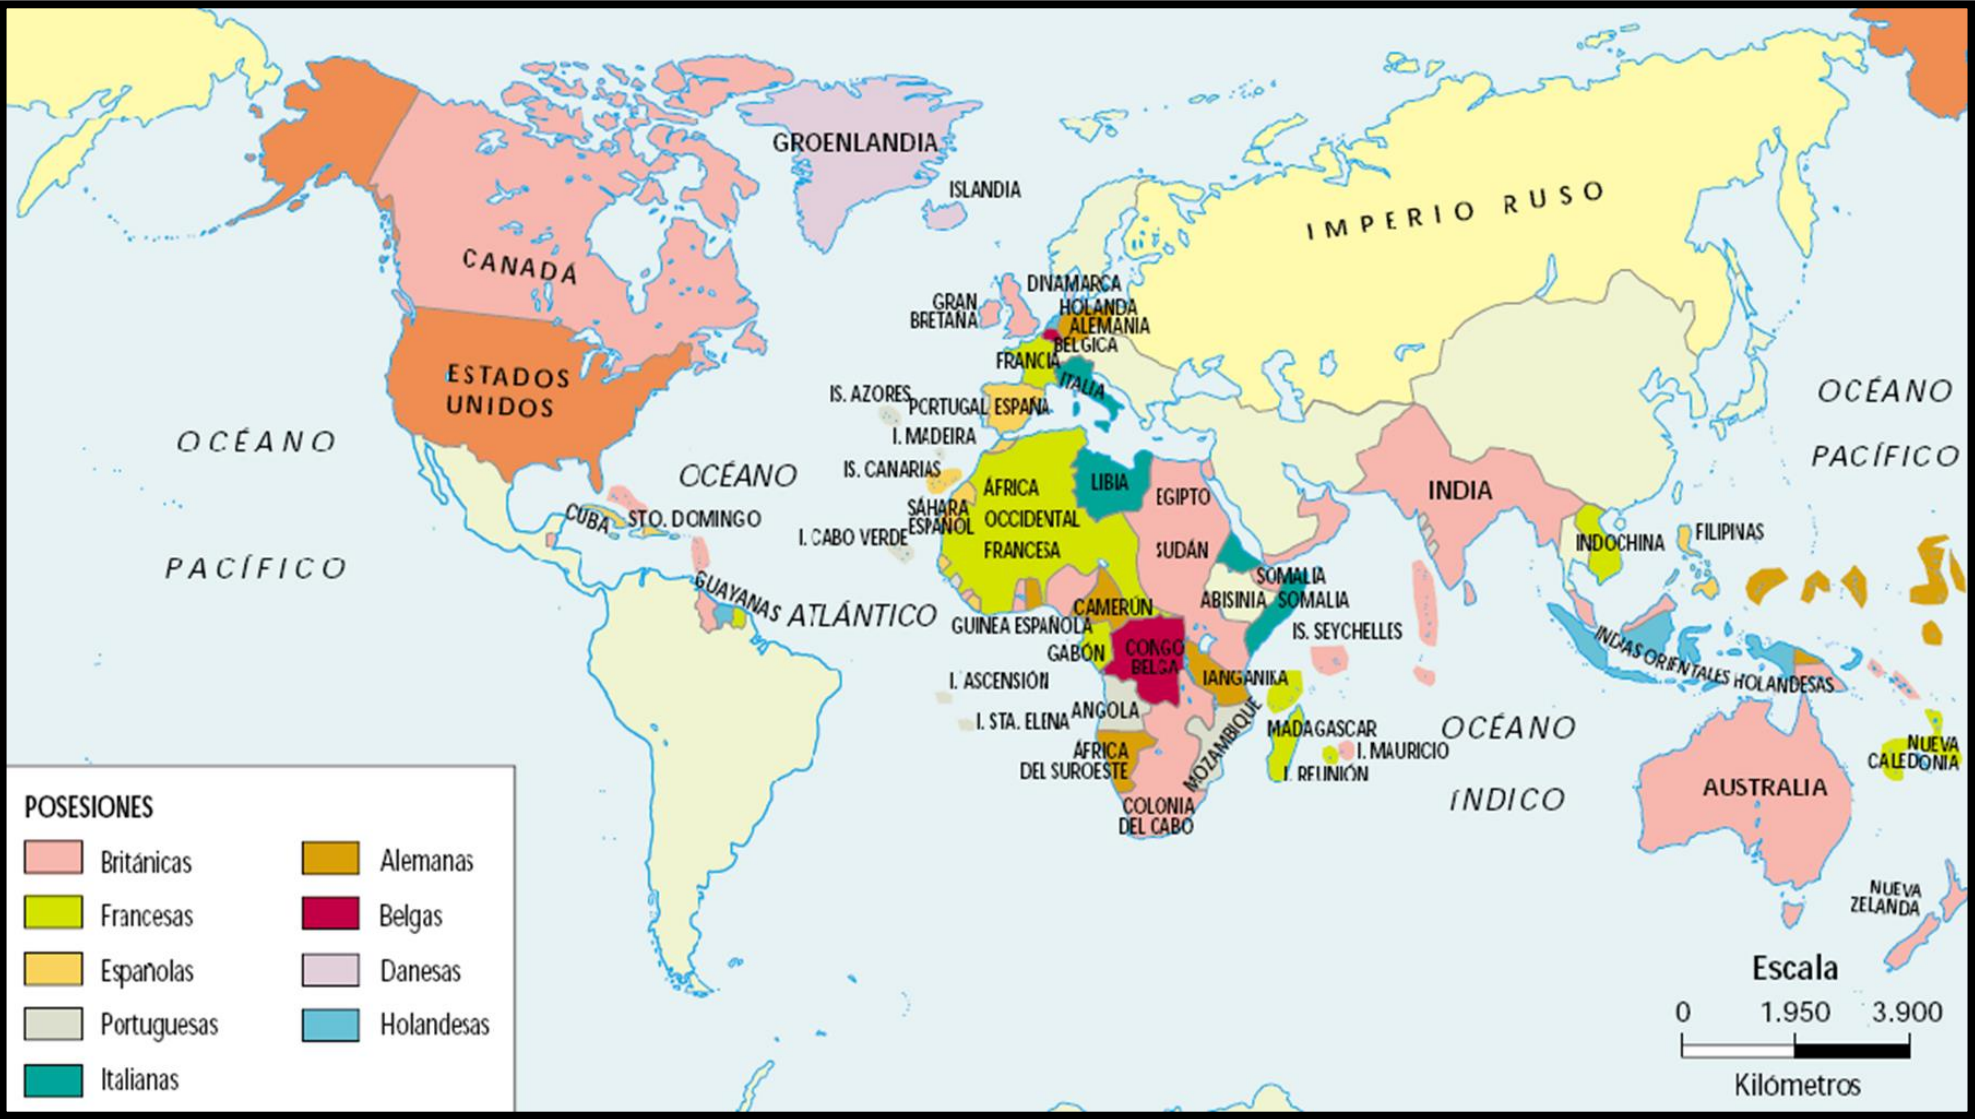 GROENLANDIA
ISLANDIA
IMPERIO RUSO
CANADÁ
DINAMARCA
GRAN
BRETAÑA
HOLANDA
ALEMANIA
BELGICA
FRANCIA
ITALIA
ESTADOS
UNIDOS
IS. AZORES
PORTUGAL
ESPAÑA
I. MADEIRA
OCÉANO
PACÍFICO
OCÉANO
ATLÁNTICO
OCÉANO
PACÍFICO
IS. CANARIAS
SÁHARA
ESPAÑOL
ÁFRICA
OCCIDENTAL
FRANCESA
LIBIA
EGIPTO
SUDÁN
INDIA
CUBA
STO. DOMINGO
I. CABO VERDE
INDOCHINA
FILIPINAS
GUAYANAS
SOMALIA
ABISINIA
SOMALIA
CAMERÚN
GUINEA ESPAÑOLA
IS. SEYCHELLES
GABÓN
CONGO
BELGA
INDIAS ORIENTALES HOLANDESAS
I. ASCENSIÓN
TANGANIKA
I. STA. ELENA
ANGOLA
MOZAMBIQUE
MADAGASCAR
I. MAURICIO
I. REUNIÓN
ÁFRICA
DEL SUROESTE
OCÉANO
ÍNDICO
NUEVA
CALEDONIA
AUSTRALIA
COLONIA
DEL CABO
NUEVA
ZELANDA
POSESIONES
Británicas
Francesas
Españolas
Portuguesas
Italianas
Alemanas
Belgas
Danesas
Holandesas
Escala
0 1.950 3.900
Kilómetros